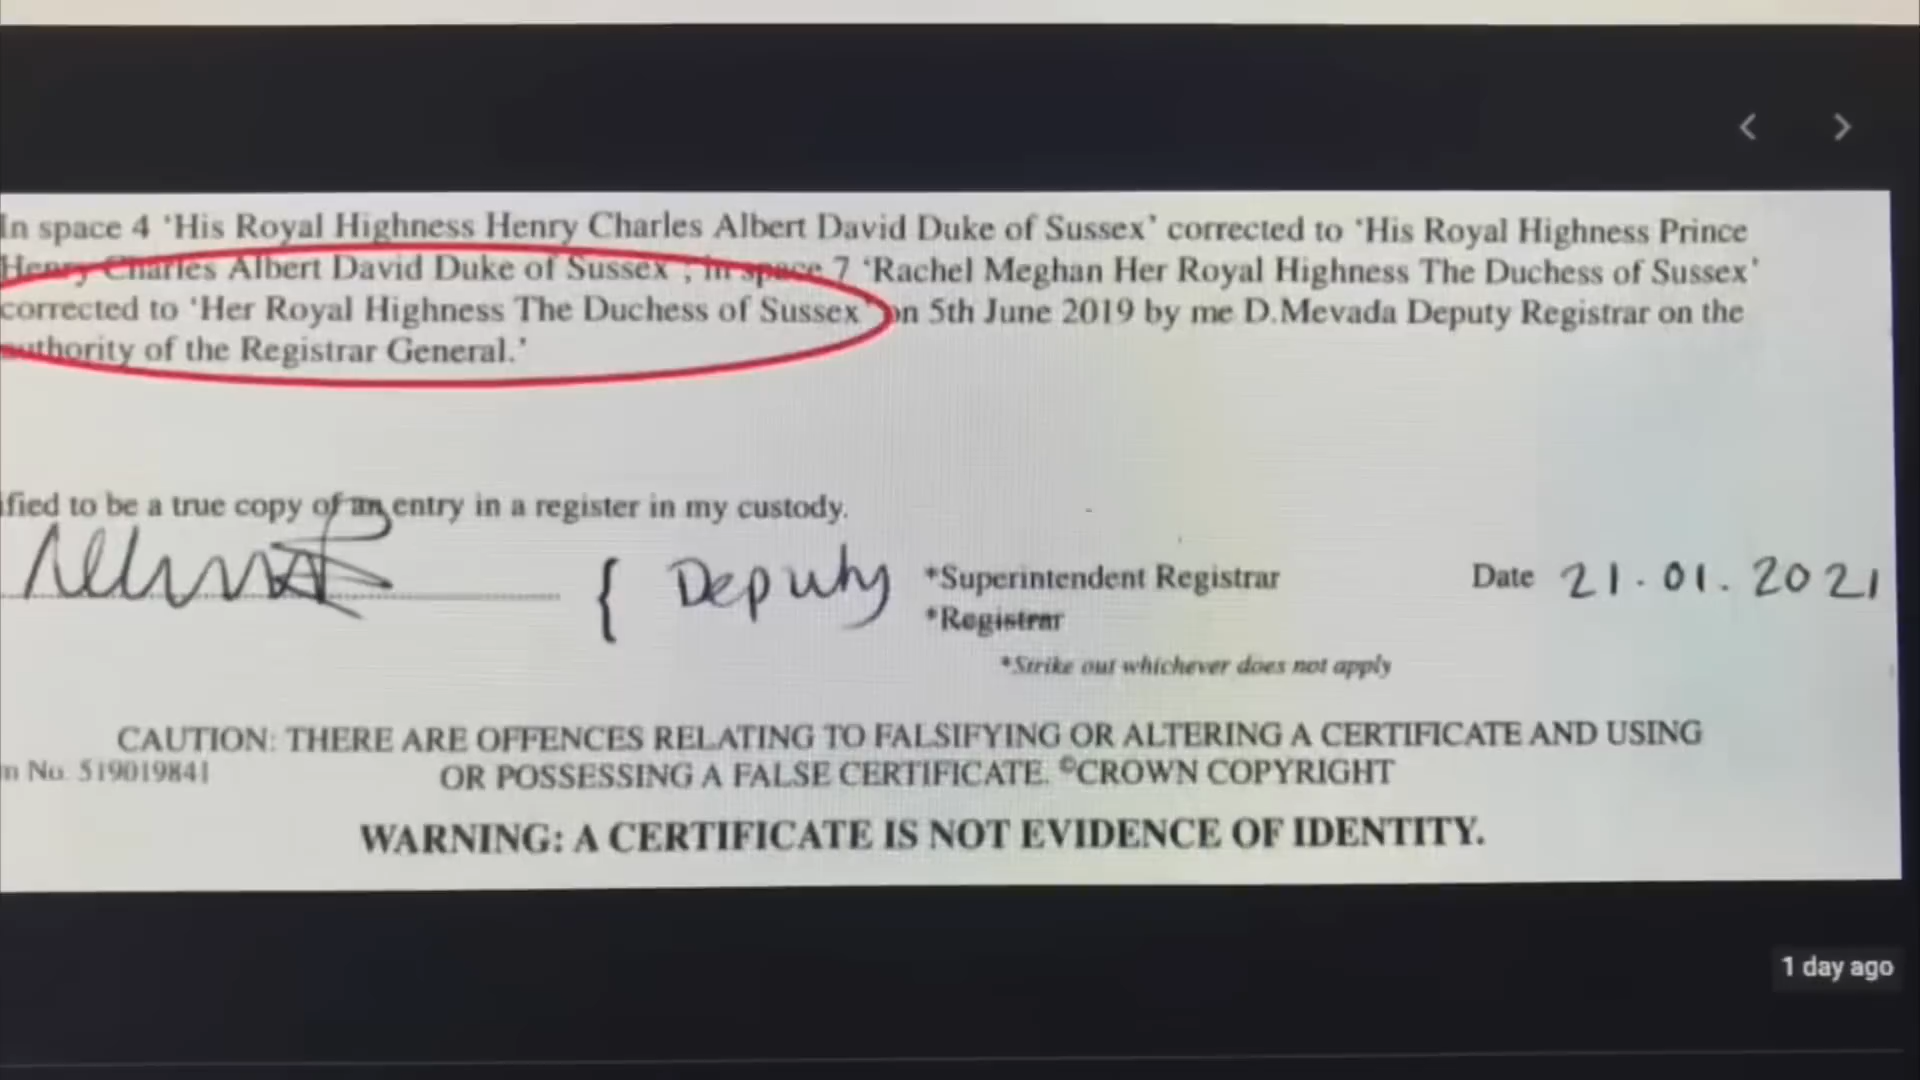 In space 4 'His Royal Highness Henry Charles Albert David Duke of Sussex' corrected to 'His Royal Highness Prince
Henry Charles Albert David Duke of Sussex'; in space 7 'Rachel Meghan Her Royal Highness The Duchess of Sussex'
corrected to 'Her Royal Highness The Duchess of Sussex' on 5th June 2019 by me D.Mevada Deputy Registrar on the
authority of the Registrar General.'
ified to be a true copy of an entry in a register in my custody.
{ Deputy *Superintendent Registrar Date 21.01.2021
*Registrar
*Strike out whichever does not apply
CAUTION: THERE ARE OFFENCES RELATING TO FALSIFYING OR ALTERING A CERTIFICATE AND USING
m No. 519019841 OR POSSESSING A FALSE CERTIFICATE. ©CROWN COPYRIGHT
WARNING: A CERTIFICATE IS NOT EVIDENCE OF IDENTITY.
1 day ago